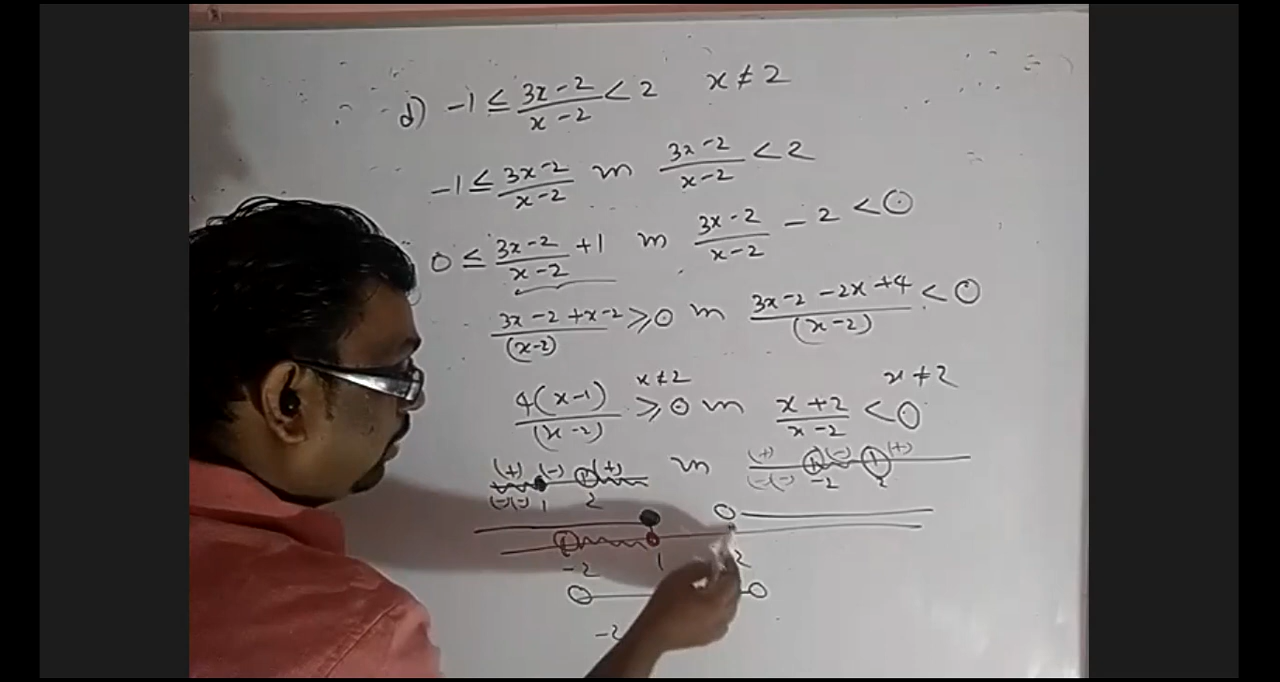 d) -1 ≤ (3x-2)/(x-2) < 2 x ≠ 2
-1 ≤ (3x-2)/(x-2) ∩ (3x-2)/(x-2) < 2
0 ≤ (3x-2)/(x-2) + 1 ∩ (3x-2)/(x-2) - 2 < 0
(3x-2+x-2)/(x-2) ≥ 0 ∩ (3x-2-2x+4)/(x-2) < 0
x ≠ 2 x ≠ 2
4(x-1)/(x-2) ≥ 0 ∩ (x+2)/(x-2) < 0
(+) (-) (+) ∩ (+) (-) (+)
(-)(-) 1 2 (-)(-) -2 2
-2 1 2
-2